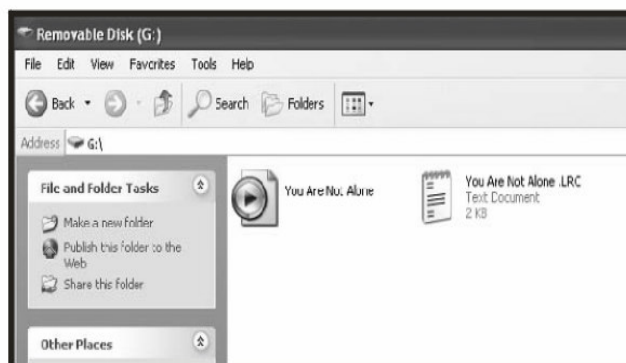 Removable Disk (G:)
File Edit View Favorites Tools Help
Back Search Folders
Address G:\
File and Folder Tasks
Make a new folder
Publish this folder to the
Web
Share this folder
Other Places
You Are Not Alone
You Are Not Alone .LRC
Text Document
2 KB